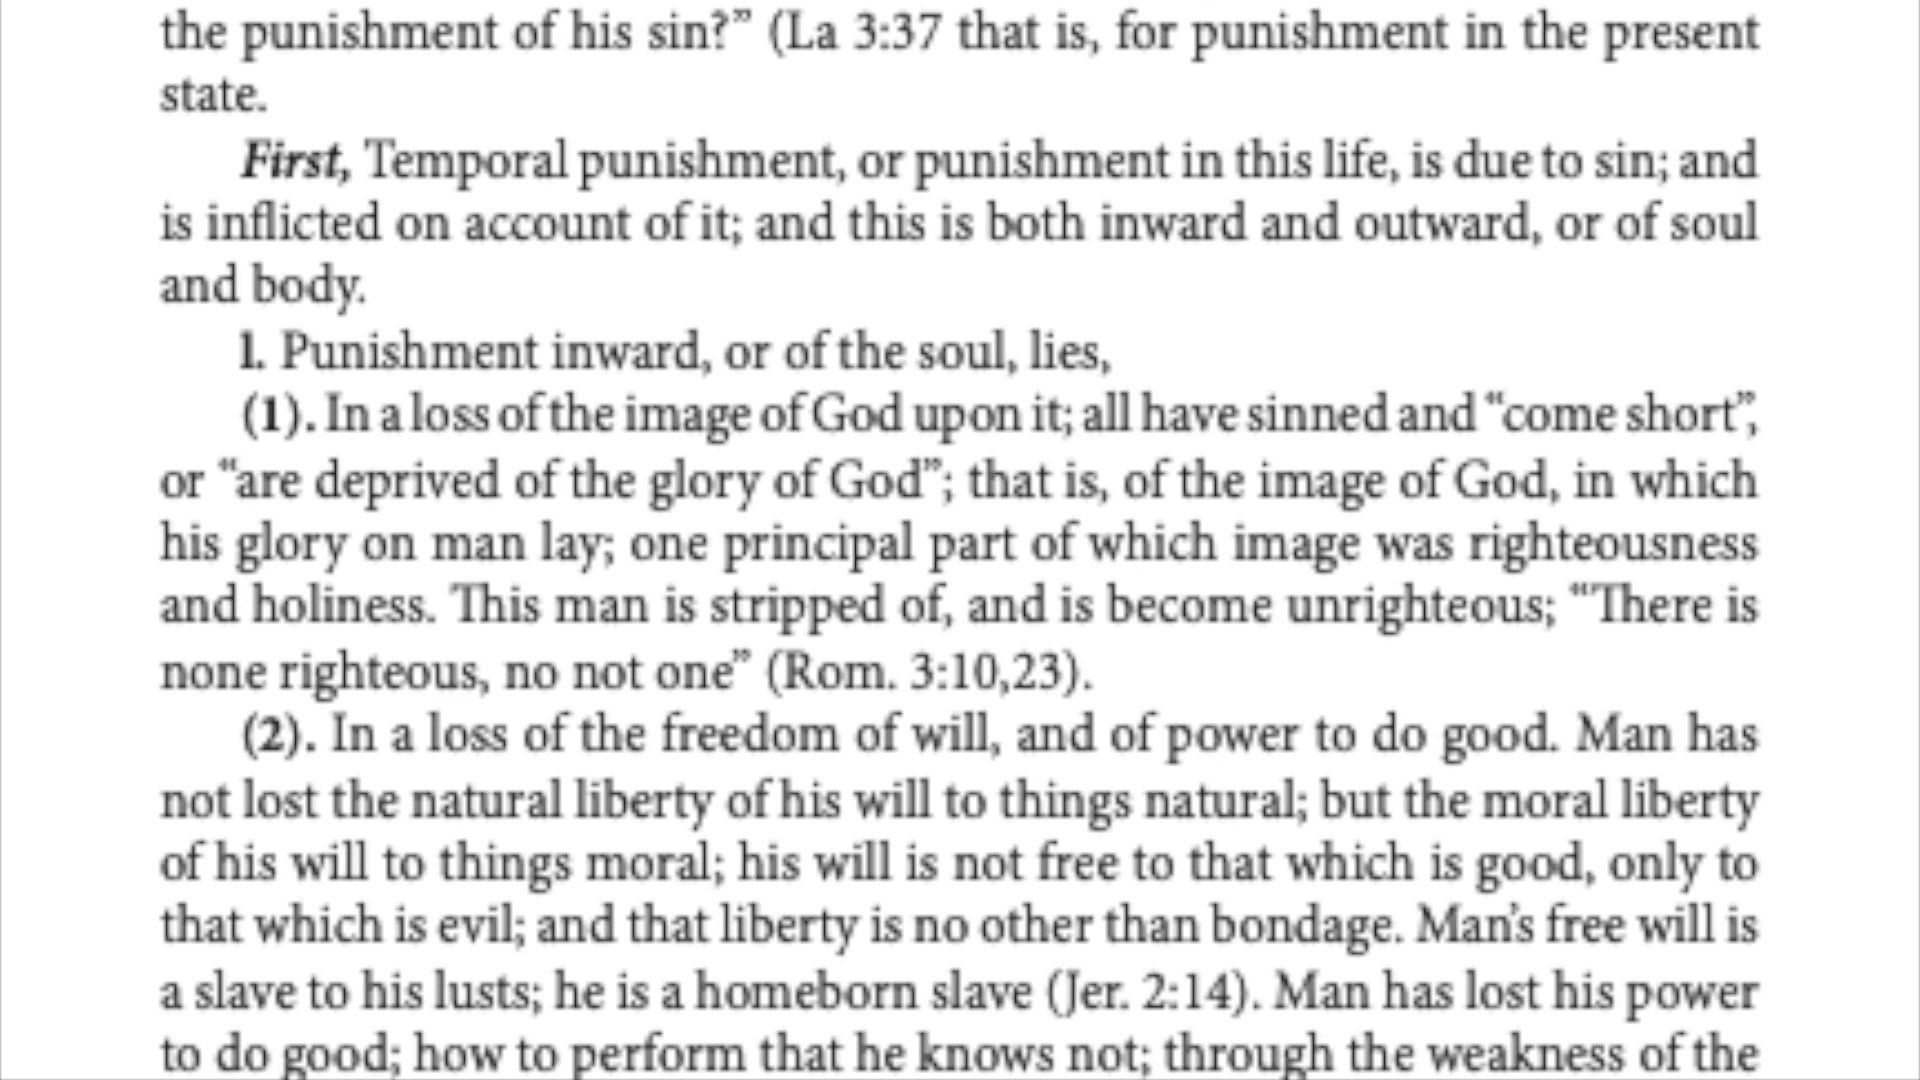 the punishment of his sin?” (La 3:37 that is, for punishment in the present
state.
First, Temporal punishment, or punishment in this life, is due to sin; and
is inflicted on account of it; and this is both inward and outward, or of soul
and body.
1. Punishment inward, or of the soul, lies,
(1). In a loss of the image of God upon it; all have sinned and “come short”,
or “are deprived of the glory of God”; that is, of the image of God, in which
his glory on man lay; one principal part of which image was righteousness
and holiness. This man is stripped of, and is become unrighteous; “There is
none righteous, no not one” (Rom. 3:10,23).
(2). In a loss of the freedom of will, and of power to do good. Man has
not lost the natural liberty of his will to things natural; but the moral liberty
of his will to things moral; his will is not free to that which is good, only to
that which is evil; and that liberty is no other than bondage. Man’s free will is
a slave to his lusts; he is a homeborn slave (Jer. 2:14). Man has lost his power
to do good; how to perform that he knows not; through the weakness of the